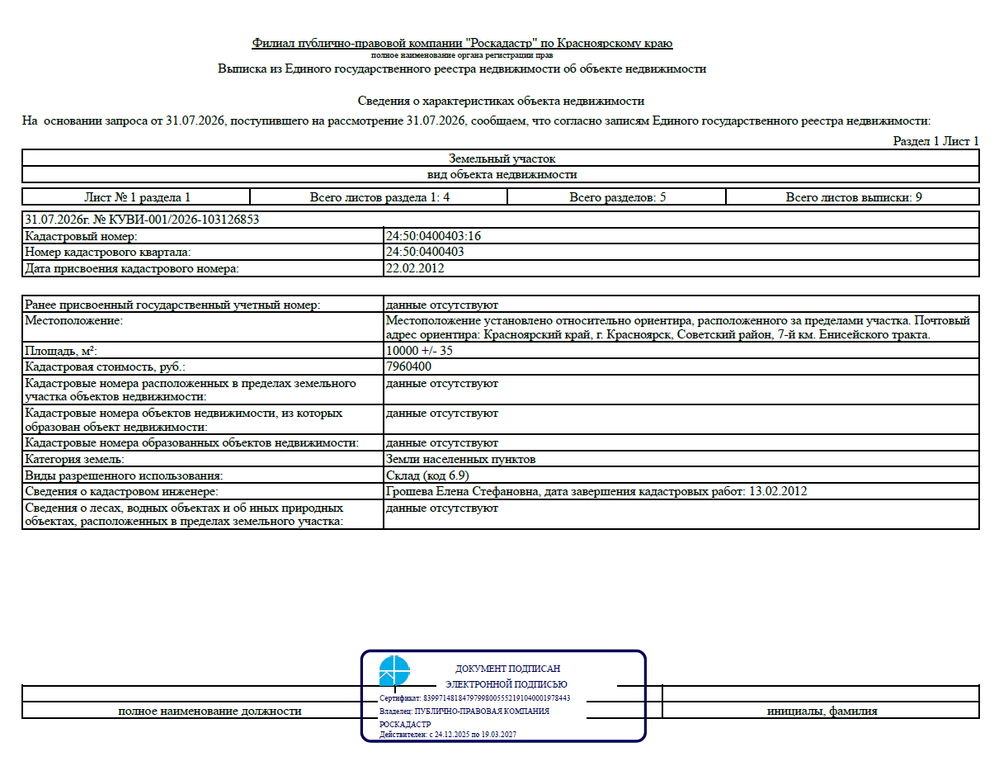 Филиал публично-правовой компании "Роскадастр" по Красноярскому краю
полное наименование органа регистрации прав
Выписка из Единого государственного реестра недвижимости об объекте недвижимости
Сведения о характеристиках объекта недвижимости
На основании запроса от 31.07.2026, поступившего на рассмотрение 31.07.2026, сообщаем, что согласно записям Единого государственного реестра недвижимости:
Раздел 1 Лист 1
Земельный участок
вид объекта недвижимости
Лист № 1 раздела 1 Всего листов раздела 1: 4 Всего разделов: 5 Всего листов выписки: 9
31.07.2026г. № КУВИ-001/2026-103126853
Кадастровый номер: 24:50:0400403:16
Номер кадастрового квартала: 24:50:0400403
Дата присвоения кадастрового номера: 22.02.2012
Ранее присвоенный государственный учетный номер: данные отсутствуют
Местоположение: Местоположение установлено относительно ориентира, расположенного за пределами участка. Почтовый
адрес ориентира: Красноярский край, г. Красноярск, Советский район, 7-й км. Енисейского тракта.
Площадь, м²: 10000 +/- 35
Кадастровая стоимость, руб.: 7960400
Кадастровые номера расположенных в пределах земельного данные отсутствуют
участка объектов недвижимости:
Кадастровые номера объектов недвижимости, из которых данные отсутствуют
образован объект недвижимости:
Кадастровые номера образованных объектов недвижимости: данные отсутствуют
Категория земель: Земли населенных пунктов
Виды разрешенного использования: Склад (код 6.9)
Сведения о кадастровом инженере: Грошева Елена Стефановна, дата завершения кадастровых работ: 13.02.2012
Сведения о лесах, водных объектах и об иных природных данные отсутствуют
объектах, расположенных в пределах земельного участка:
ДОКУМЕНТ ПОДПИСАН
ЭЛЕКТРОННОЙ ПОДПИСЬЮ
Сертификат: 83997148184797998005552191040001978443
Владелец: ПУБЛИЧНО-ПРАВОВАЯ КОМПАНИЯ
РОСКАДАСТР
Действителен: с 24.12.2025 по 19.03.2027
полное наименование должности инициалы, фамилия